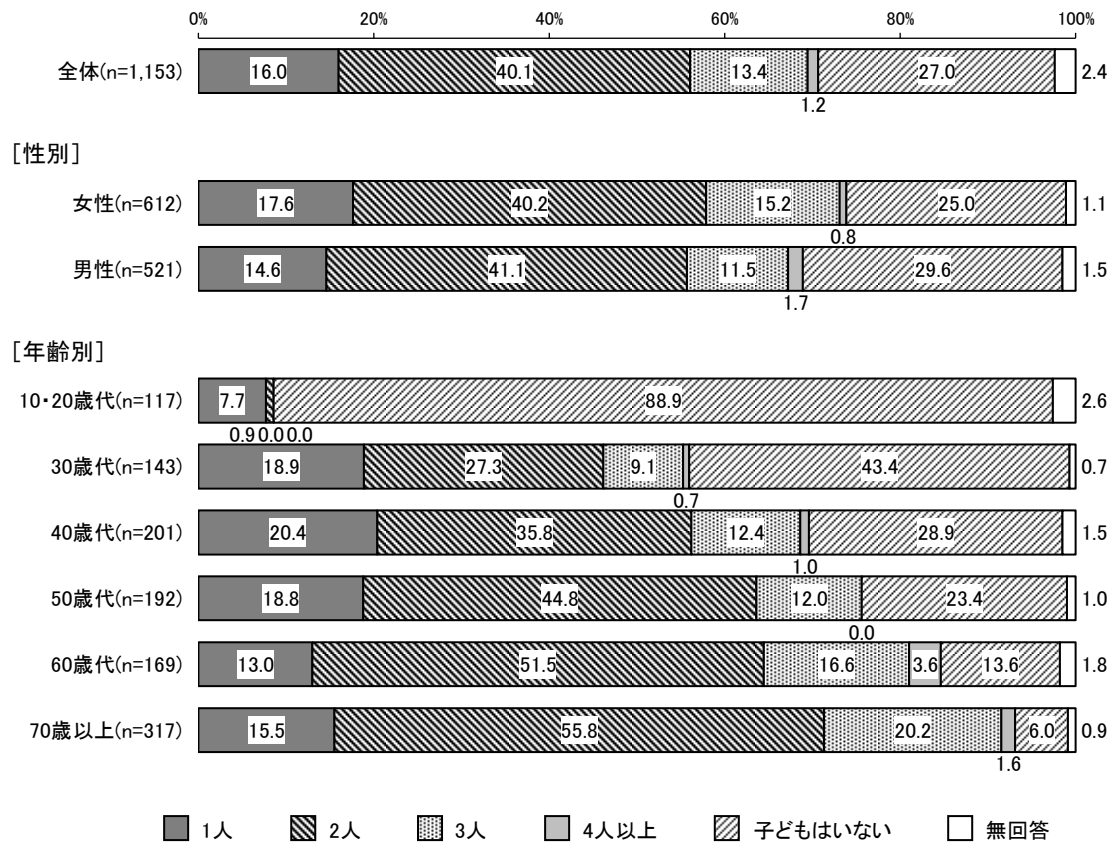 0% 20% 40% 60% 80% 100%
全体(n=1,153) 16.0 40.1 13.4 27.0 2.4
1.2
［性別］
女性(n=612) 17.6 40.2 15.2 25.0 1.1
0.8
男性(n=521) 14.6 41.1 11.5 29.6 1.5
1.7
［年齢別］
10・20歳代(n=117) 7.7 88.9 2.6
0.9 0.0 0.0
30歳代(n=143) 18.9 27.3 9.1 43.4 0.7
0.7
40歳代(n=201) 20.4 35.8 12.4 28.9 1.5
1.0
50歳代(n=192) 18.8 44.8 12.0 23.4 1.0
0.0
60歳代(n=169) 13.0 51.5 16.6 3.6 13.6 1.8
70歳以上(n=317) 15.5 55.8 20.2 6.0 0.9
1.6
1人 2人 3人 4人以上 子どもはいない 無回答